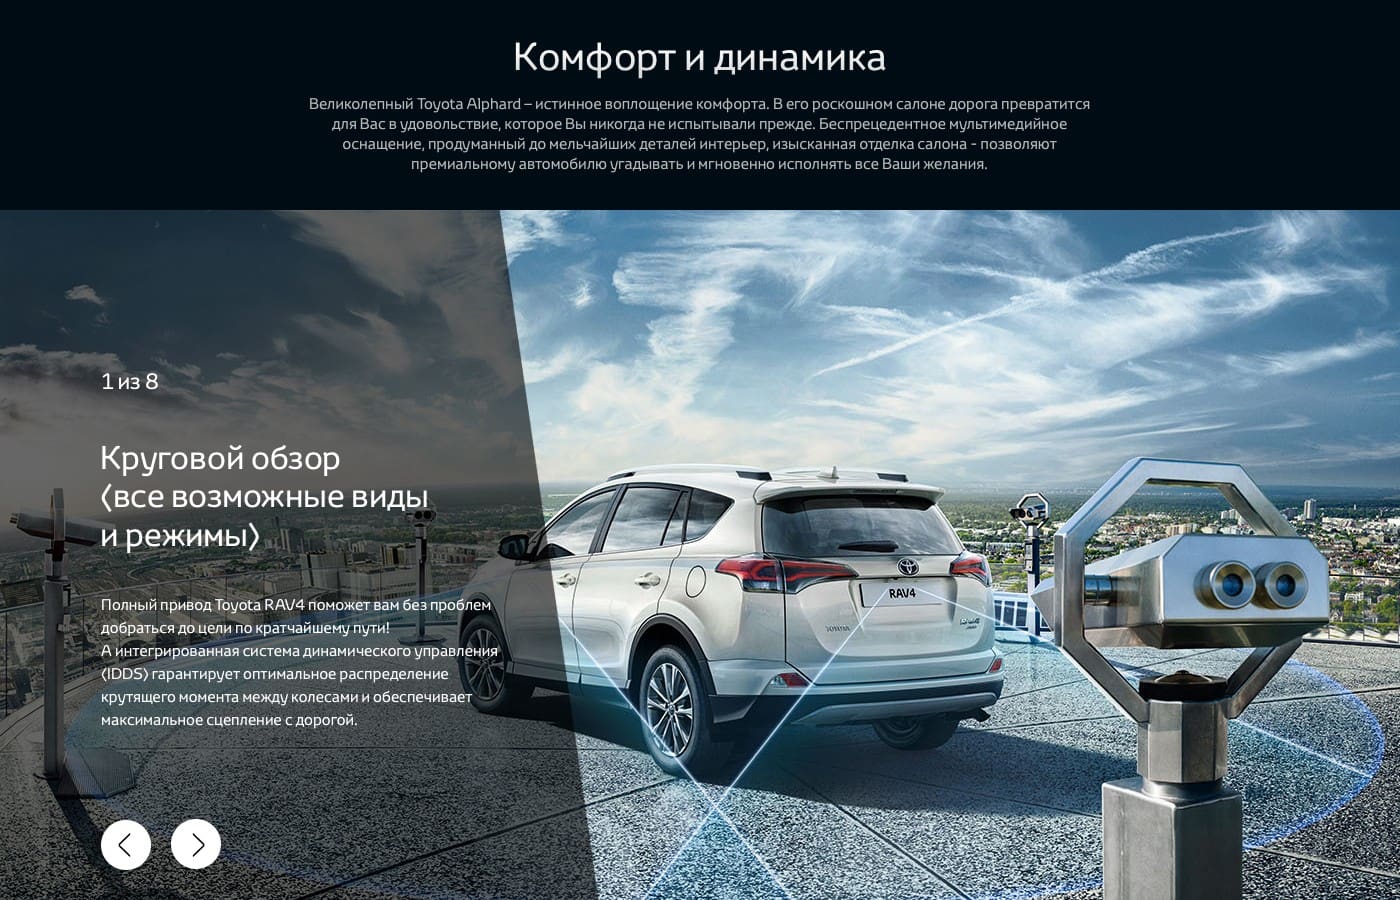 Комфорт и динамика
Великолепный Toyota Alphard – истинное воплощение комфорта. В его роскошном салоне дорога превратится
для Вас в удовольствие, которое Вы никогда не испытывали прежде. Беспрецедентное мультимедийное
оснащение, продуманный до мельчайших деталей интерьер, изысканная отделка салона - позволяют
премиальному автомобилю угадывать и мгновенно исполнять все Ваши желания.
1 из 8
Круговой обзор
(все возможные виды
и режимы)
Полный привод Toyota RAV4 поможет вам без проблем
добраться до цели по кратчайшему пути!
А интегрированная система динамического управления
(IDDS) гарантирует оптимальное распределение
крутящего момента между колесами и обеспечивает
максимальное сцепление с дорогой.
RAV4
TOYOTA